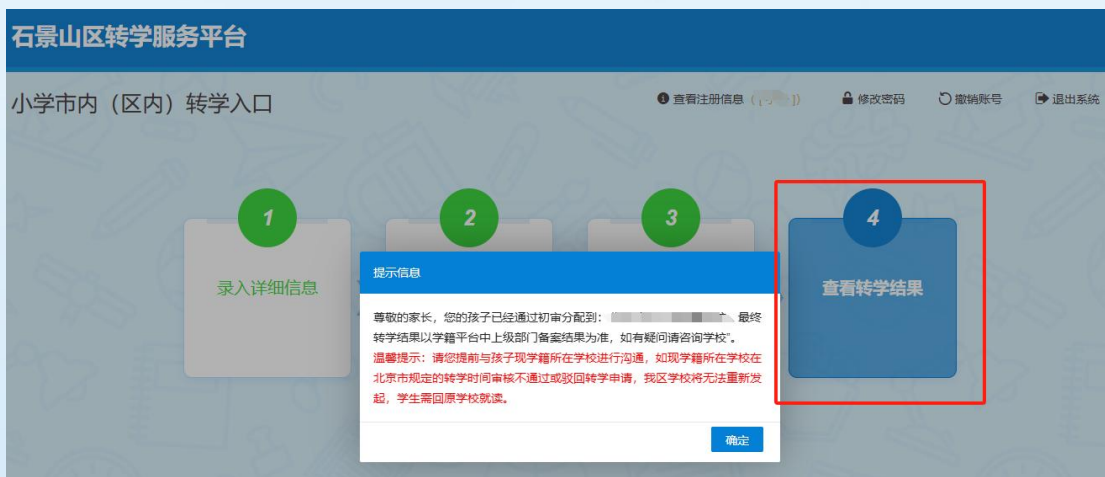 石景山区转学服务平台
小学市内（区内）转学入口
查看注册信息（
）
修改密码
撤销账号
退出系统
1
2
3
4
录入详细信息
查看转学结果
提示信息
尊敬的家长，您的孩子已经通过初审分配到：
、最终
转学结果以学籍平台中上级部门备案结果为准，如有疑问请咨询学校”。
温馨提示：请您提前与孩子现学籍所在学校进行沟通，如现学籍所在学校在
北京市规定的转学时间审核不通过或驳回转学申请，我区学校将无法重新发
起，学生需回原学校就读。
确定